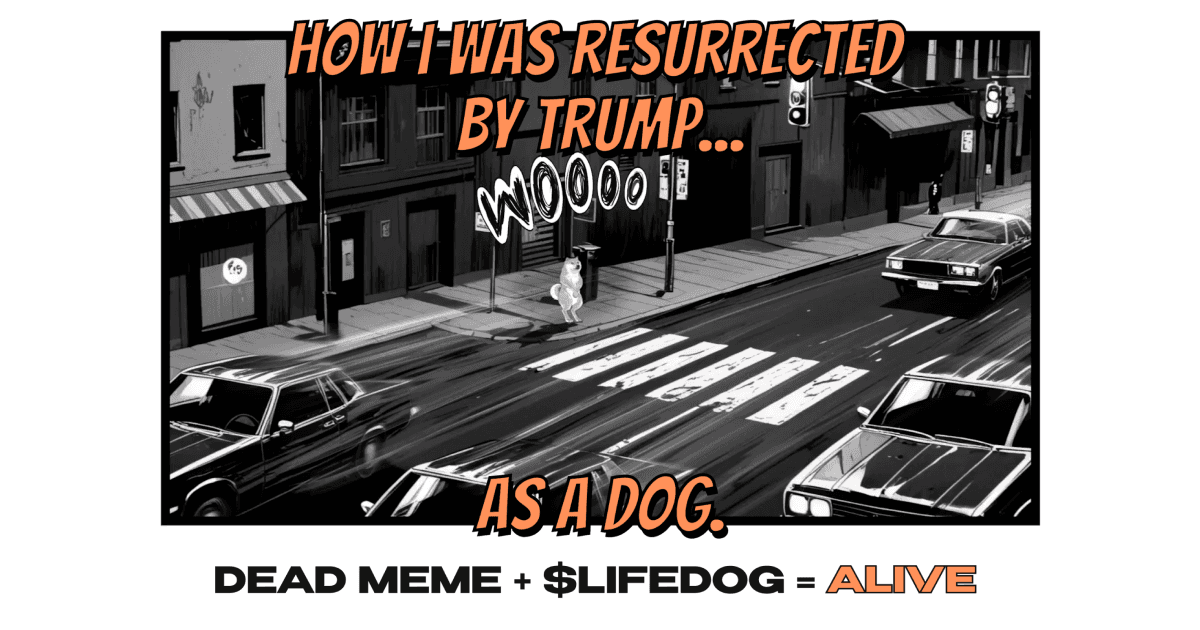 HOW I WAS RESURRECTED
BY TRUMP...
WOOOO
AS A DOG.
DEAD MEME + $LIFEDOG = ALIVE